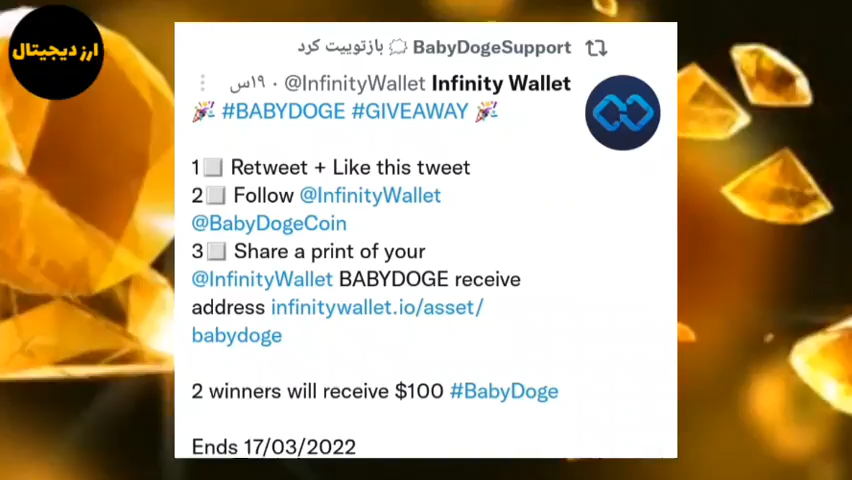 ارز دیجیتال
BabyDogeSupport 💭 بازتوییت کرد
Infinity Wallet @InfinityWallet · ۱۹س
🎉 #BABYDOGE #GIVEAWAY 🎉
1⬜ Retweet + Like this tweet
2⬜ Follow @InfinityWallet
@BabyDogeCoin
3⬜ Share a print of your
@InfinityWallet BABYDOGE receive
address infinitywallet.io/asset/
babydoge
2 winners will receive $100 #BabyDoge
Ends 17/03/2022